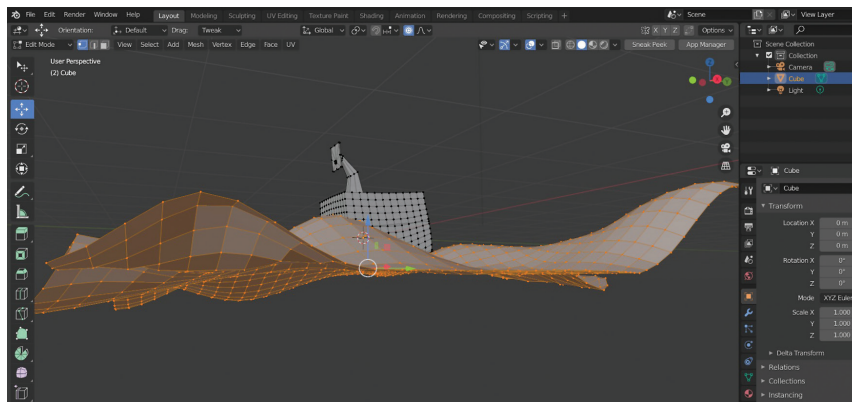 File Edit Render Window Help Layout Modeling Sculpting UV Editing Texture Paint Shading Animation Rendering Compositing Scripting + Scene View Layer
Orientation: Default Drag: Tweak Global X Y Z Options
Edit Mode View Select Add Mesh Vertex Edge Face UV Sneak Peek App Manager
User Perspective
(2) Cube
Scene Collection
Collection
Camera
Cube
Light
Cube
Cube
Transform
Location X 0 m
Y 0 m
Z 0 m
Rotation X 0°
Y 0°
Z 0°
Mode XYZ Euler
Scale X 1.000
Y 1.000
Z 1.000
Delta Transform
Relations
Collections
Instancing